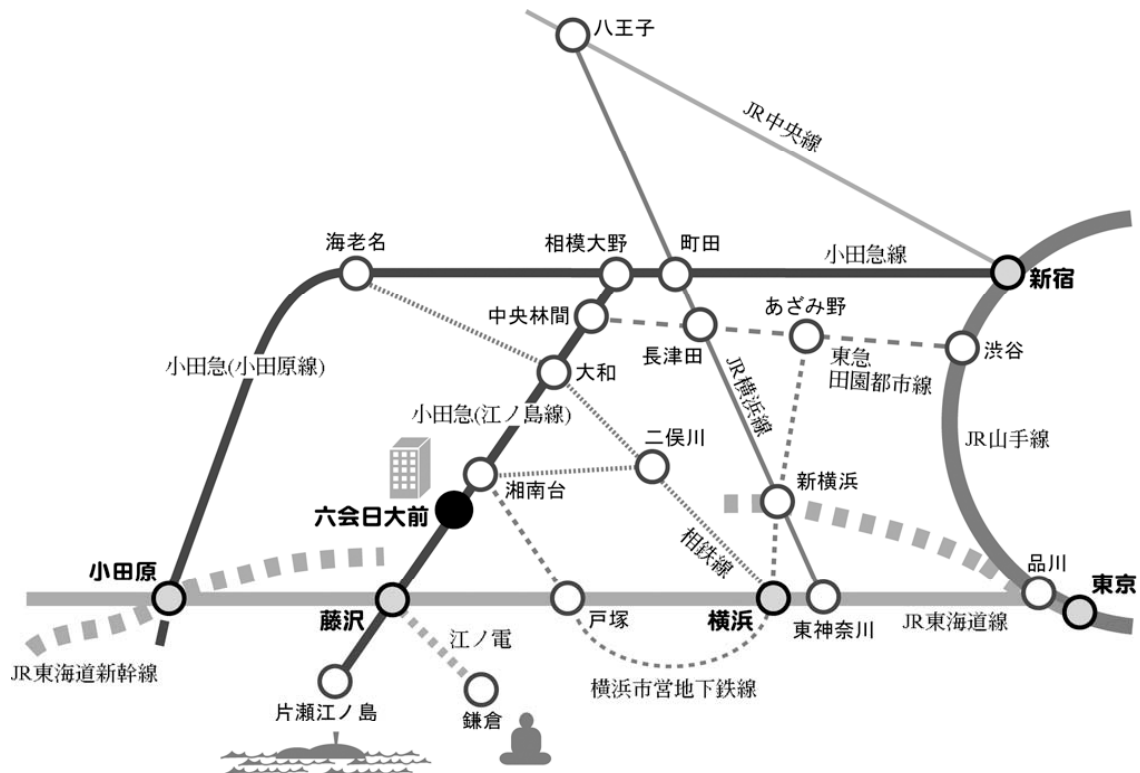 八王子
JR中央線
海老名
相模大野
町田
小田急線
新宿
中央林間
長津田
あざみ野
渋谷
東急
田園都市線
小田急(小田原線)
大和
小田急(江ノ島線)
JR横浜線
JR山手線
二俣川
湘南台
新横浜
六会日大前
相鉄線
品川
小田原
東京
藤沢
戸塚
横浜
東神奈川
JR東海道線
江ノ電
JR東海道新幹線
横浜市営地下鉄線
片瀬江ノ島
鎌倉